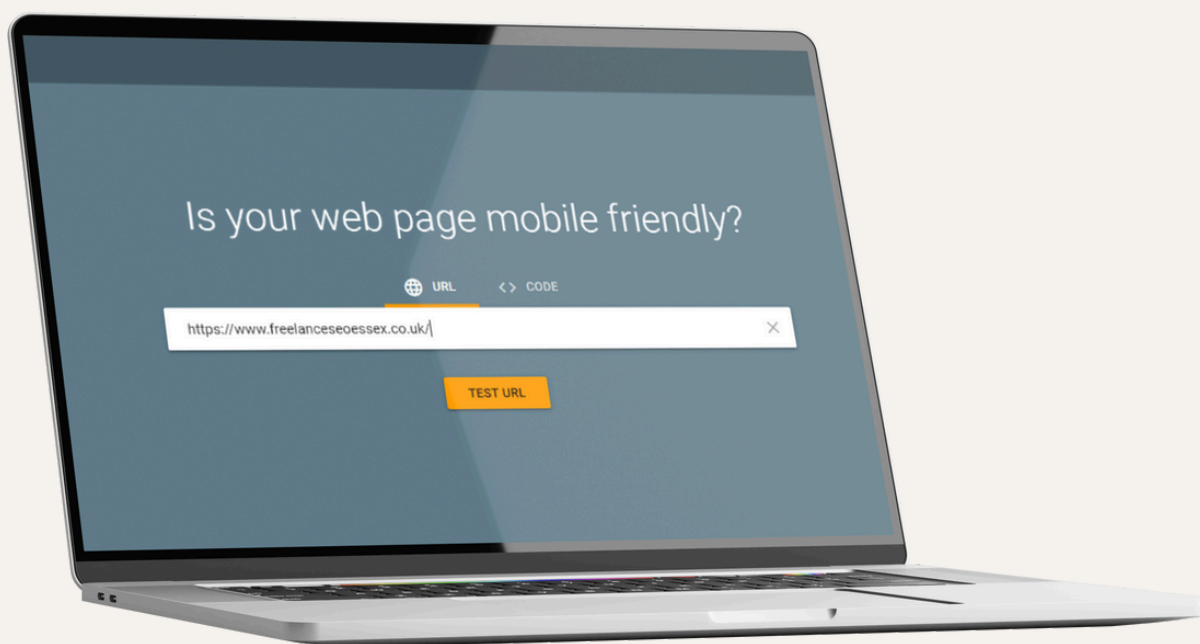 Is your web page mobile friendly?
URL
<> CODE
https://www.freelanceseoessex.co.uk/
TEST URL